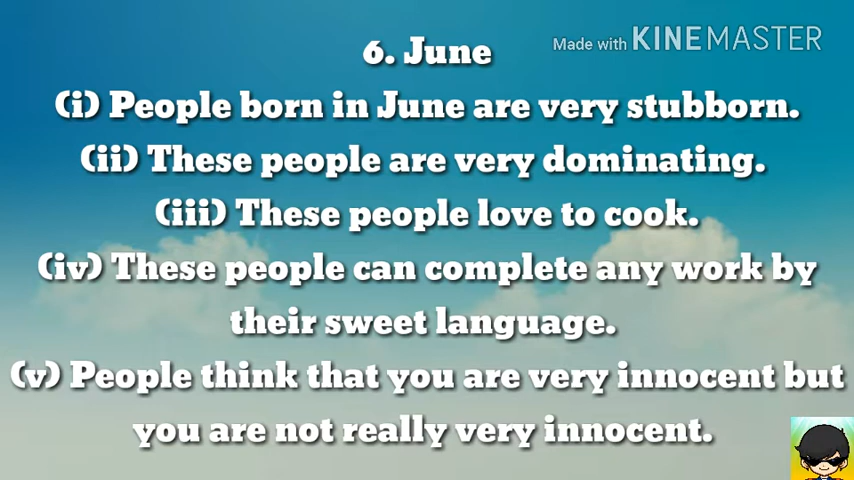 6. June
Made with KINEMASTER
(i) People born in June are very stubborn.
(ii) These people are very dominating.
(iii) These people love to cook.
(iv) These people can complete any work by
their sweet language.
(v) People think that you are very innocent but
you are not really very innocent.